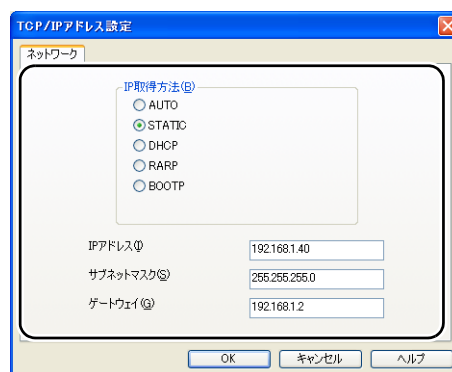 TCP/IPアドレス設定
ネットワーク
IP取得方法(B)
AUTO
STATIC
DHCP
RARP
BOOTP
IPアドレス(I) 192.168.1.40
サブネットマスク(S) 255.255.255.0
ゲートウェイ(G) 192.168.1.2
OK キャンセル ヘルプ